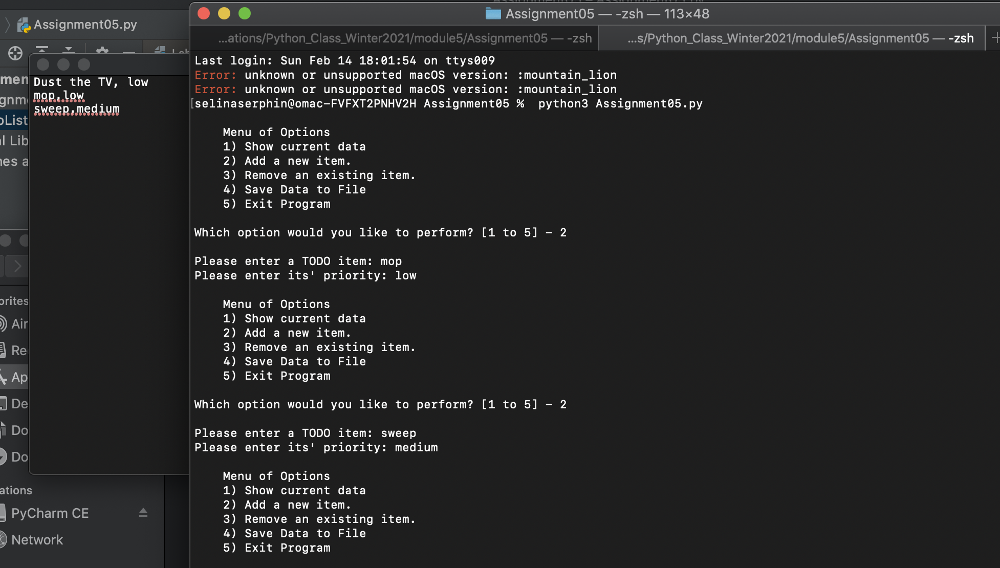 Assignment05.py
Assignment05 — -zsh — 113×48
...ations/Python_Class_Winter2021/module5/Assignment05 — -zsh
...s/Python_Class_Winter2021/module5/Assignment05 — -zsh
Dust the TV, low
mop,low
sweep,medium
Last login: Sun Feb 14 18:01:54 on ttys009
Error: unknown or unsupported macOS version: :mountain_lion
Error: unknown or unsupported macOS version: :mountain_lion
[selinaserphin@omac-FVFXT2PNHV2H Assignment05 %  python3 Assignment05.py
Menu of Options
1) Show current data
2) Add a new item.
3) Remove an existing item.
4) Save Data to File
5) Exit Program
Which option would you like to perform? [1 to 5] - 2
Please enter a TODO item: mop
Please enter its' priority: low
Menu of Options
1) Show current data
2) Add a new item.
3) Remove an existing item.
4) Save Data to File
5) Exit Program
Which option would you like to perform? [1 to 5] - 2
Please enter a TODO item: sweep
Please enter its' priority: medium
Menu of Options
1) Show current data
2) Add a new item.
3) Remove an existing item.
4) Save Data to File
5) Exit Program
men
gnme
oList
l Lib
nes a
orites
Air
Re
Ap
De
Do
Do
ations
PyCharm CE
Network